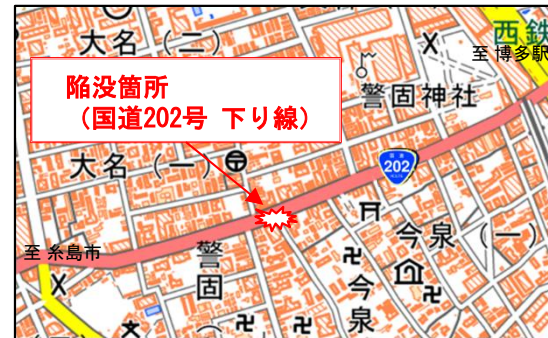 大名（二）
西鉄
至 博多駅
陥没箇所
（国道202号 下り線）
警固神社
202
大名（一）
今泉（一）
至 糸島市
警固
今泉